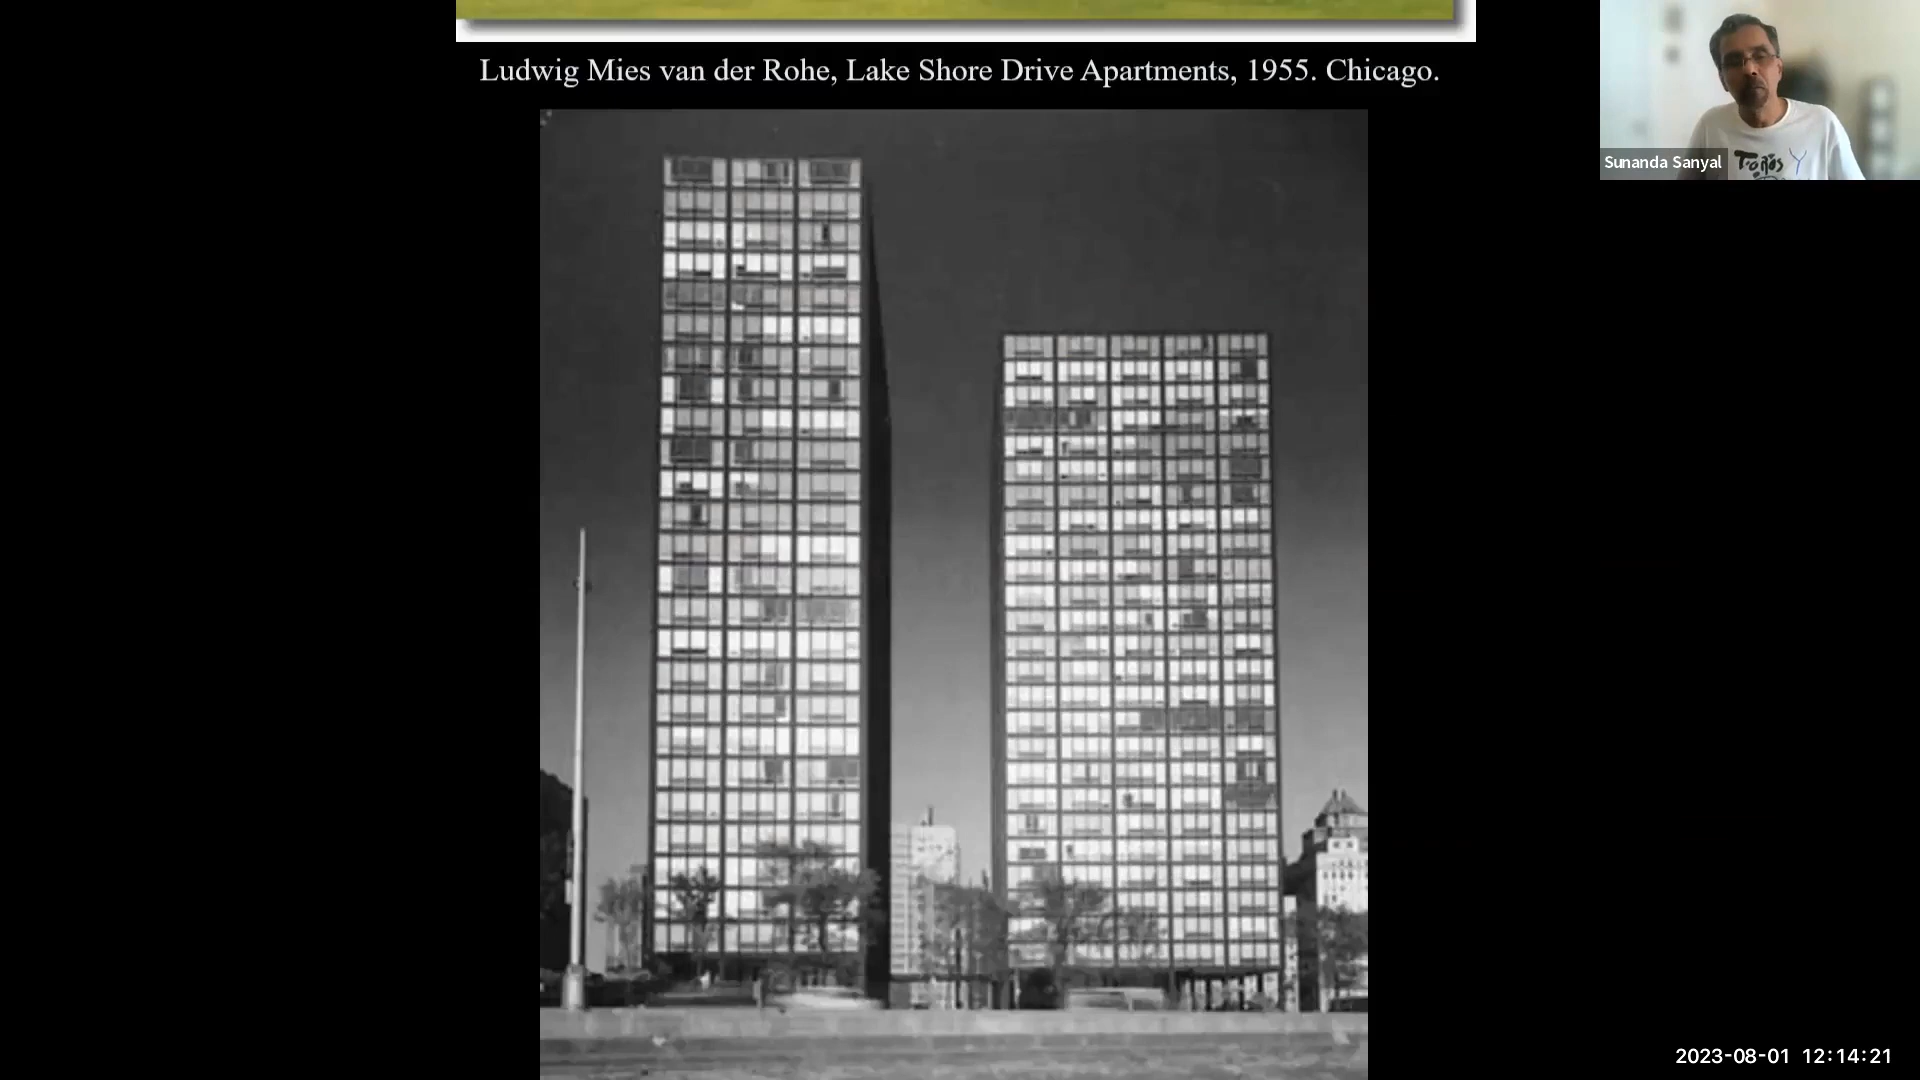 Ludwig Mies van der Rohe, Lake Shore Drive Apartments, 1955. Chicago.
Sunanda Sanyal
TOROS Y
2023-08-01 12:14:21